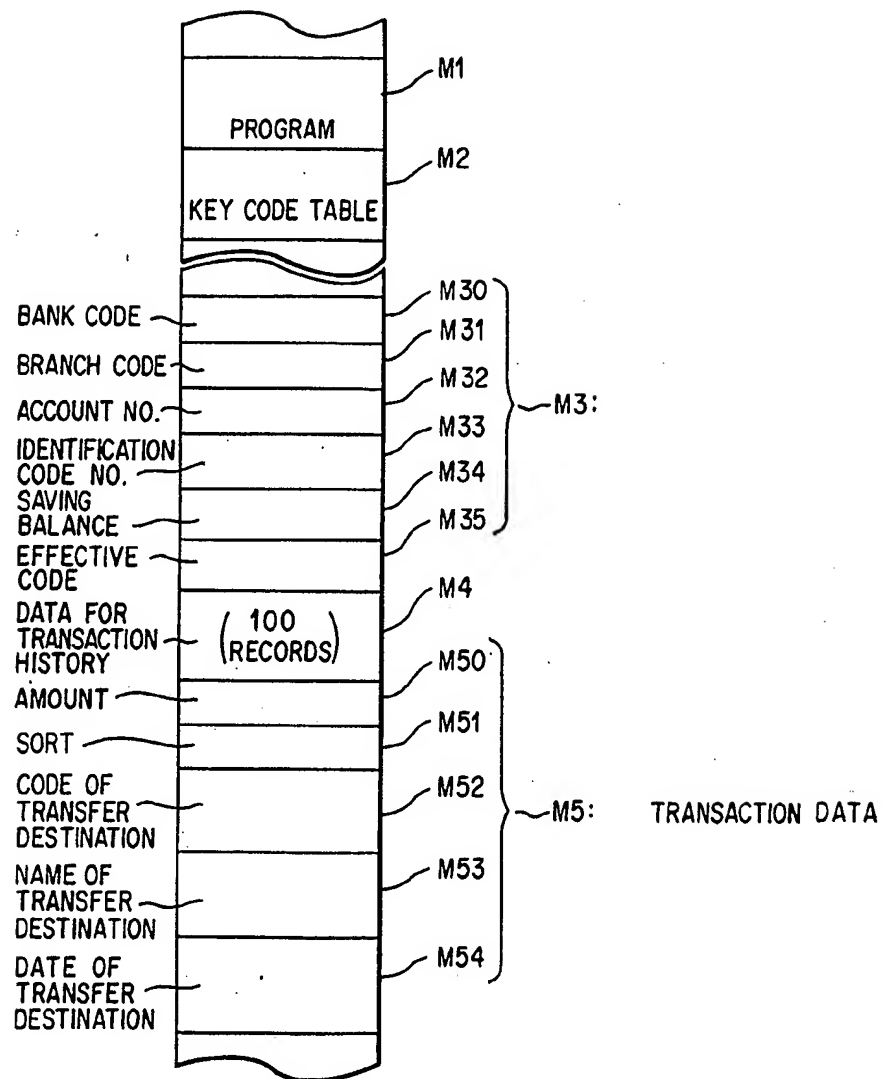 M1
PROGRAM
M2
KEY CODE TABLE
BANK CODE
M30
BRANCH CODE
M31
ACCOUNT NO.
M32
M3:
IDENTIFICATION
CODE NO.
M33
SAVING
BALANCE
M34
EFFECTIVE
CODE
M35
DATA FOR
TRANSACTION
HISTORY
(100
RECORDS)
M4
AMOUNT
M50
SORT
M51
CODE OF
TRANSFER
DESTINATION
M52
M5: TRANSACTION DATA
NAME OF
TRANSFER
DESTINATION
M53
DATE OF
TRANSFER
DESTINATION
M54